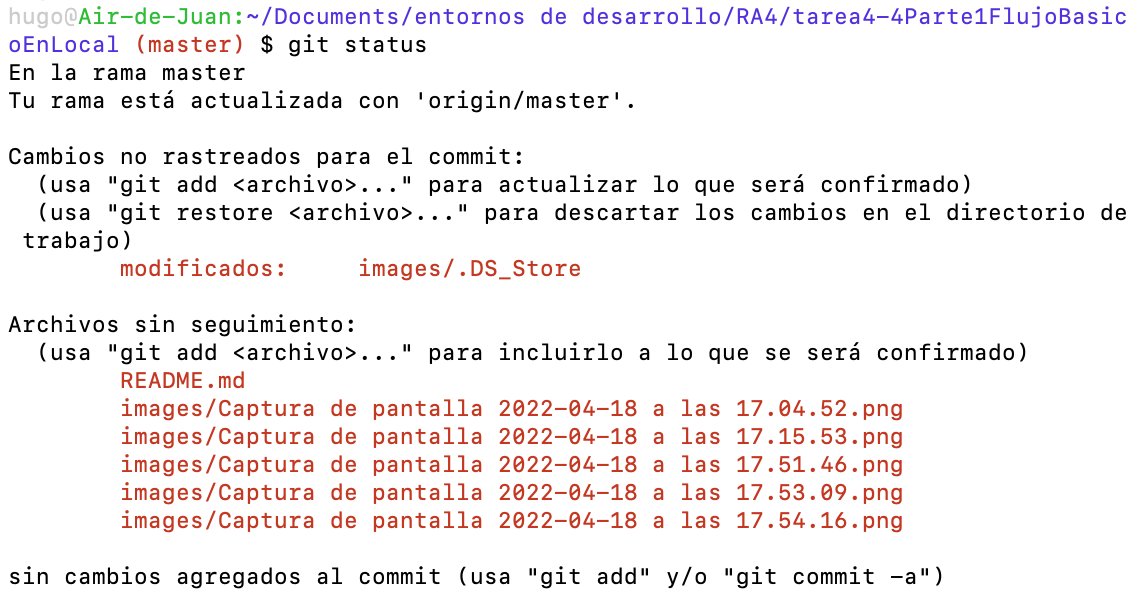 hugo@Air-de-Juan:~/Documents/entornos de desarrollo/RA4/tarea4-4Parte1FlujoBasic
oEnLocal (master) $ git status
En la rama master
Tu rama está actualizada con 'origin/master'.

Cambios no rastreados para el commit:
  (usa "git add <archivo>..." para actualizar lo que será confirmado)
  (usa "git restore <archivo>..." para descartar los cambios en el directorio de
 trabajo)
        modificados:     images/.DS_Store

Archivos sin seguimiento:
  (usa "git add <archivo>..." para incluirlo a lo que se será confirmado)
        README.md
        images/Captura de pantalla 2022-04-18 a las 17.04.52.png
        images/Captura de pantalla 2022-04-18 a las 17.15.53.png
        images/Captura de pantalla 2022-04-18 a las 17.51.46.png
        images/Captura de pantalla 2022-04-18 a las 17.53.09.png
        images/Captura de pantalla 2022-04-18 a las 17.54.16.png

sin cambios agregados al commit (usa "git add" y/o "git commit -a")